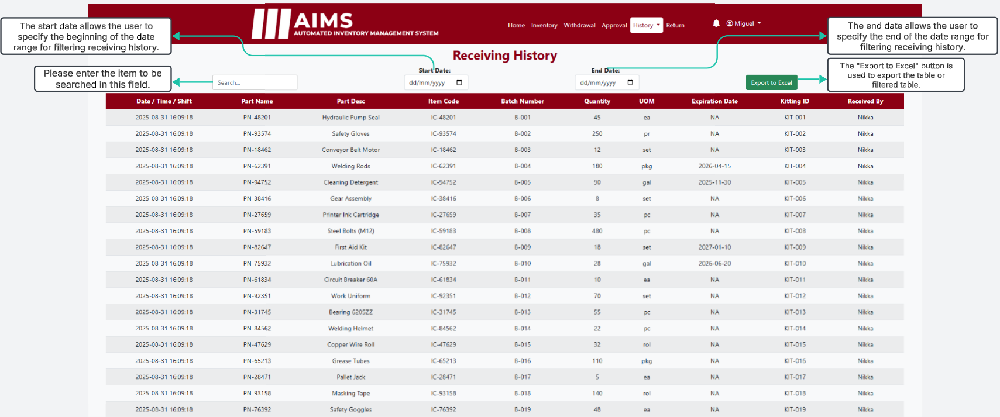 The start date allows the user to
specify the beginning of the date
range for filtering receiving history.
AIMS
AUTOMATED INVENTORY MANAGEMENT SYSTEM
Home Inventory Withdrawal Approval History Return
Miguel
The end date allows the user to
specify the end of the date range for
filtering receiving history.
Receiving History
Please enter the item to be
searched in this field.
Search...
Start Date:
dd/mm/yyyy
End Date:
dd/mm/yyyy
Export to Excel
The "Export to Excel" button is
used to export the table or
filtered table.
Date / Time / Shift Part Name Part Desc Item Code Batch Number Quantity UOM Expiration Date Kitting ID Received By
2025-08-31 16:09:18 PN-48201 Hydraulic Pump Seal IC-48201 B-001 45 ea NA KIT-001 Nikka
2025-08-31 16:09:18 PN-93574 Safety Gloves IC-93574 B-002 250 pr NA KIT-002 Nikka
2025-08-31 16:09:18 PN-18462 Conveyor Belt Motor IC-18462 B-003 12 set NA KIT-003 Nikka
2025-08-31 16:09:18 PN-62391 Welding Rods IC-62391 B-004 180 pkg 2026-04-15 KIT-004 Nikka
2025-08-31 16:09:18 PN-94752 Cleaning Detergent IC-94752 B-005 90 gal 2025-11-30 KIT-005 Nikka
2025-08-31 16:09:18 PN-38416 Gear Assembly IC-38416 B-006 8 set NA KIT-006 Nikka
2025-08-31 16:09:18 PN-27659 Printer Ink Cartridge IC-27659 B-007 35 pc NA KIT-007 Nikka
2025-08-31 16:09:18 PN-59183 Steel Bolts (M12) IC-59183 B-008 480 pc NA KIT-008 Nikka
2025-08-31 16:09:18 PN-82647 First Aid Kit IC-82647 B-009 18 set 2027-01-10 KIT-009 Nikka
2025-08-31 16:09:18 PN-75932 Lubrication Oil IC-75932 B-010 28 gal 2026-06-20 KIT-010 Nikka
2025-08-31 16:09:18 PN-61834 Circuit Breaker 60A IC-61834 B-011 10 ea NA KIT-011 Nikka
2025-08-31 16:09:18 PN-92351 Work Uniform IC-92351 B-012 70 set NA KIT-012 Nikka
2025-08-31 16:09:18 PN-31745 Bearing 6205ZZ IC-31745 B-013 55 pc NA KIT-013 Nikka
2025-08-31 16:09:18 PN-84562 Welding Helmet IC-84562 B-014 22 pc NA KIT-014 Nikka
2025-08-31 16:09:18 PN-47629 Copper Wire Roll IC-47629 B-015 32 rol NA KIT-015 Nikka
2025-08-31 16:09:18 PN-65213 Grease Tubes IC-65213 B-016 110 pkg NA KIT-016 Nikka
2025-08-31 16:09:18 PN-28471 Pallet Jack IC-28471 B-017 5 ea NA KIT-017 Nikka
2025-08-31 16:09:18 PN-93158 Masking Tape IC-93158 B-018 140 rol NA KIT-018 Nikka
2025-08-31 16:09:18 PN-76392 Safety Goggles IC-76392 B-019 48 ea NA KIT-019 Nikka